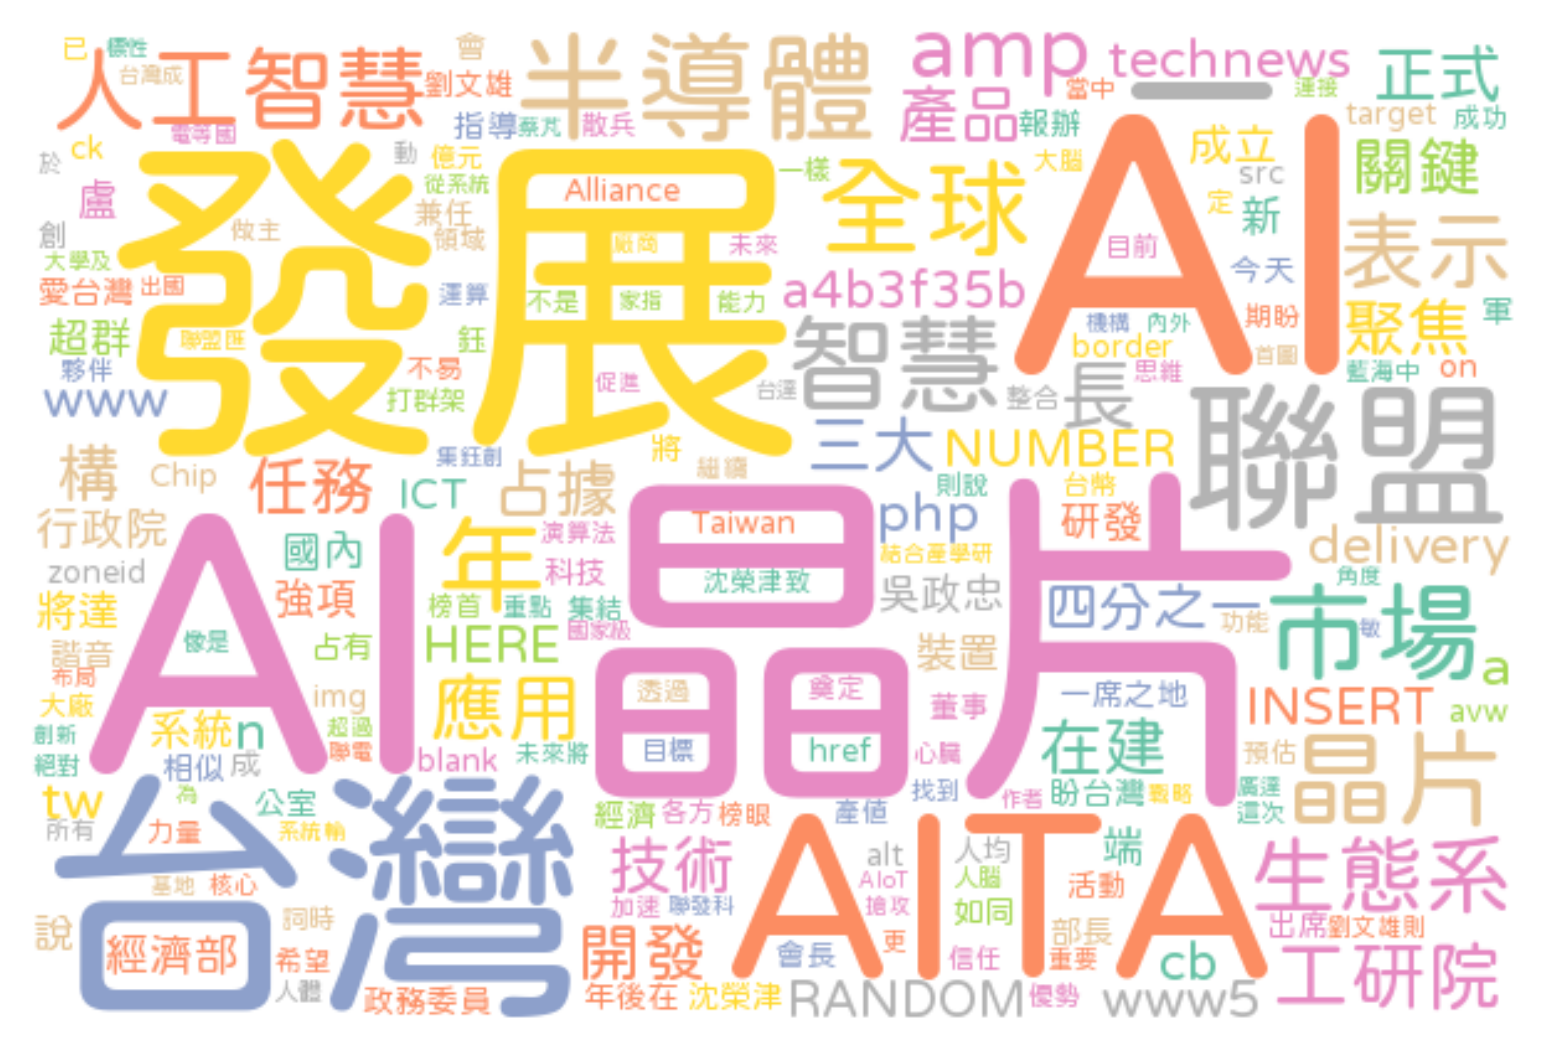 已
標性
人工智慧
台灣成
會
劉文雄
半導體
amp
technews
正式
當中
連接
產品
target
成功
電等國
指導
蔡芃
散兵
報辦
AI
於
ck
動
億元
從系統
一樣
大腦
成立
src
關鍵
盧
發展
Alliance
全球
定
新
創
做主
兼任
領域
廠商
未來
目前
表示
大學及
今天
愛台灣
出國
運算
不是
家指
能力
a4b3f35b
超群
聯盟匯
鈺
智慧
機構
內外
期盼
聚焦
軍
夥伴
不易
促進
border
首圖
www
打群架
台達
整合
長
思維
藍海中
on
聯盟
構
Chip
任務
集鈺創
將
繼續
三大
NUMBER
ICT
占據
則說
台幣
行政院
AI
國內
年
演算法
晶片
Taiwan
php
研發
delivery
zoneid
科技
沈榮津致
結合產學研
角度
將達
強項
榜首
重點
集結
吳政忠
四分之一
功能
市場
敏
諧音
像是
占有
HERE
國家級
裝置
a
布局
大廠
img
應用
透過
奠定
董事
一席之地
INSERT
avw
創新
系統
n
超過
聯電
目標
href
心臟
在建
預估
晶片
絕對
相似
成
blank
未來將
tw
為
公室
找到
作者
盼台灣
戰略
廣達
這次
所有
力量
系統輸
經濟
各方
榜眼
產值
台灣
技術
AITA
alt
人均
端
生態系
基地
核心
AIoT
人腦
活動
說
詞時
加速
聯發科
搶攻
如同
部長
出席
劉文雄則
經濟部
希望
開發
會長
更
信任
重要
cb
工研院
人體
政務委員
年後在
沈榮津
RANDOM
優勢
www5